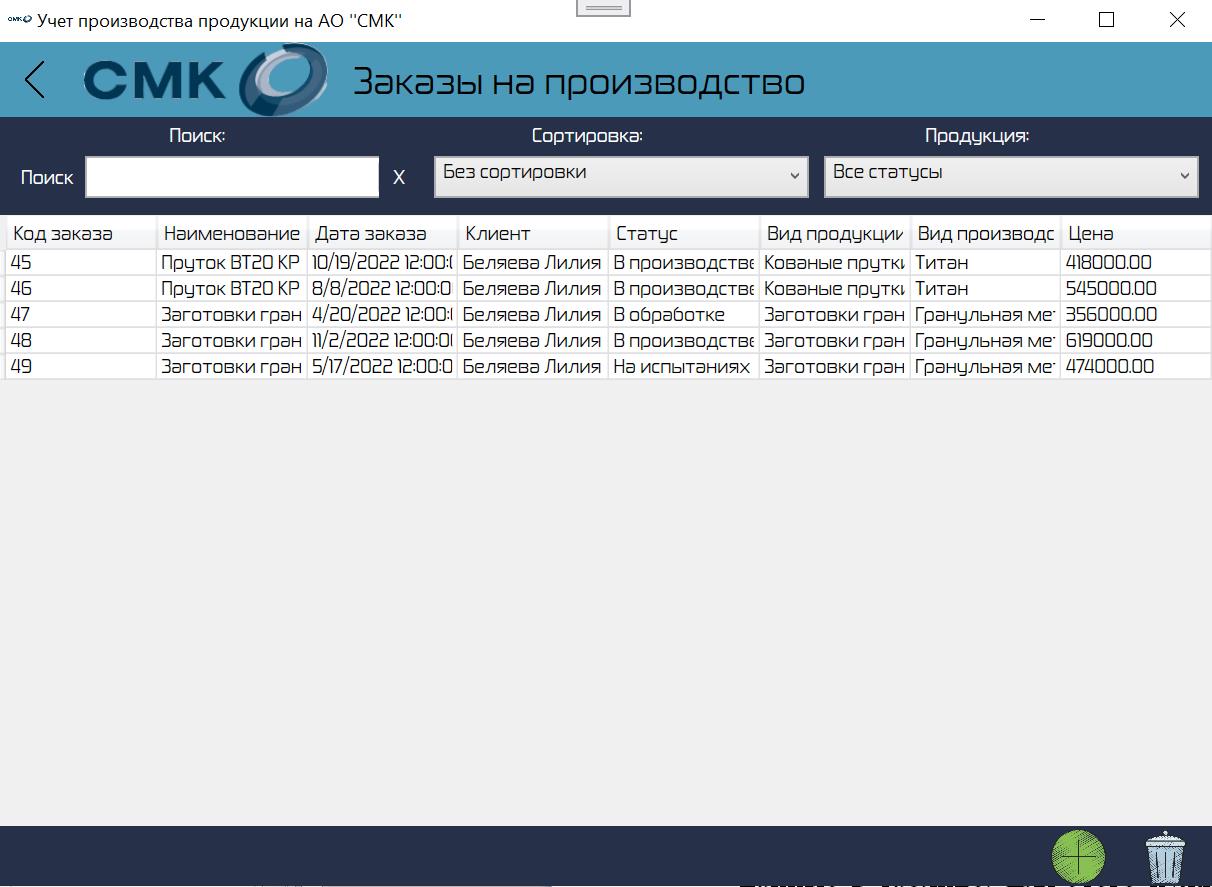 СМК Учет производства продукции на АО "СМК"
СМК Заказы на производство
Поиск: Сортировка: Продукция:
Поиск X Без сортировки Все статусы
Код заказа Наименование Дата заказа Клиент Статус Вид продукции Вид производс Цена
45 Пруток ВТ20 КР 10/19/2022 12:00:0 Беляева Лилия В производстве Кованые прутки Титан 418000.00
46 Пруток ВТ20 КР 8/8/2022 12:00:0 Беляева Лилия В производстве Кованые прутки Титан 545000.00
47 Заготовки гран 4/20/2022 12:00: Беляева Лилия В обработке Заготовки гран Гранульная мет 356000.00
48 Заготовки гран 11/2/2022 12:00:0 Беляева Лилия В производстве Заготовки гран Гранульная мет 619000.00
49 Заготовки гран 5/17/2022 12:00:0 Беляева Лилия На испытаниях Заготовки гран Гранульная мет 474000.00